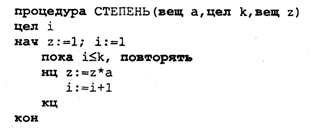 процедура СТЕПЕНЬ(вещ a,цел k,вещ z)
цел i
нач z:=1; i:=1
пока i≤k, повторять
нц z:=z*a
i:=i+1
кц
кон